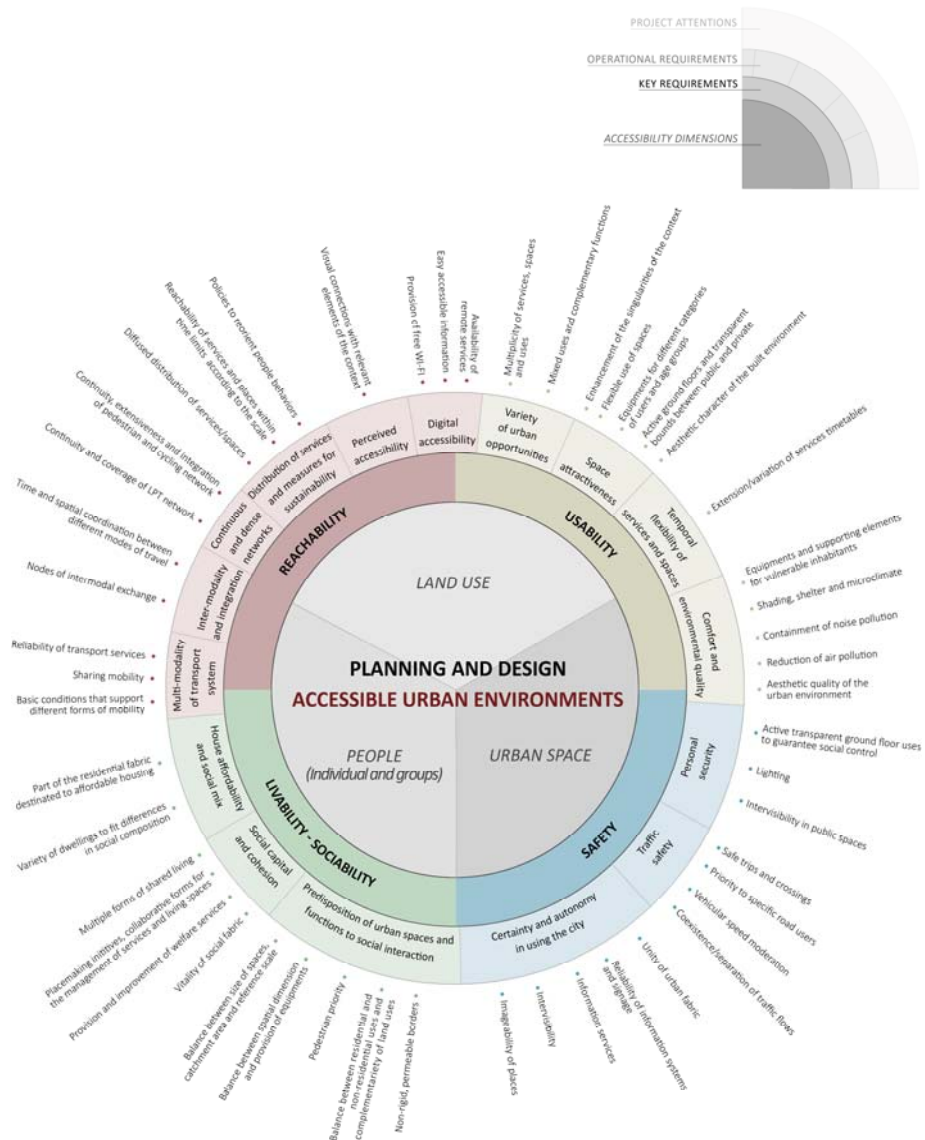 PROJECT ATTENTIONS
OPERATIONAL REQUIREMENTS
KEY REQUIREMENTS
ACCESSIBILITY DIMENSIONS
Basic conditions that support
different forms of mobility
Sharing mobility
Reliability of transport services
Nodes of intermodal exchange
Time and spatial coordination between
different modes of travel
Continuity and coverage of LPT network
Continuity, extensiveness and integration
of pedestrian and cycling network
Diffused distribution of services/spaces
Reachability of services and places within
time limits according to the scale
Policies to reorient people behaviors
Visual connections with relevant
elements of the context
Provision of free WI-FI
Easy accessible information
Availability of
remote services
Multiplicity of services, spaces
and uses
Mixed uses and complementary functions
Enhancement of the singularities of the context
Flexible use of spaces
Equipments for different categories
of users and age groups
Active ground floors and transparent
bounds between public and private
Aesthetic character of the built environment
Extension/variation of services timetables
Equipments and supporting elements
for vulnerable inhabitants
Shading, shelter and microclimate
Containment of noise pollution
Reduction of air pollution
Aesthetic quality of the
urban environment
Active transparent ground floor uses
to guarantee social control
Lighting
Intervisibility in public spaces
Safe trips and crossings
Priority to specific road users
Vehicular speed moderation
Coexistence/separation of traffic flows
Unity of urban fabric
Reliability of information systems
and signage
Information services
Intervisibility
Imageability of places
Non-rigid, permeable borders
Balance between residential and
non-residential uses and
complementariety of land uses
Pedestrian priority
Balance between spatial dimension
and provision of equipments
Balance between size of spaces,
catchment area and reference scale
Vitality of social fabric
Provision and improvement of welfare services
Placemaking intitives, collaborative forms for
the management of services and living spaces
Multiple forms of shared living
Variety of dwellings to fit differences
in social composition
Part of the residential fabric
destinated to affordable housing
Multi-modality
of transport
system
Inter-modality
and integration
Continuous
and dense
networks
Distribution of services
and measures for
sustainability
Perceived
accessibility
Digital
accessibility
Variety
of urban
opportunities
Space
attractiveness
Temporal
flexibility of
services and spaces
Comfort and
environmental quality
Personal
security
Traffic
safety
Certainty and autonomy
in using the city
Predisposition of urban spaces and
functions to social interaction
Social capital
and cohesion
House affordability
and social mix
REACHABILITY
USABILITY
SAFETY
LIVABILITY - SOCIABILITY
LAND USE
PLANNING AND DESIGN
ACCESSIBLE URBAN ENVIRONMENTS
PEOPLE
(Individual and groups)
URBAN SPACE